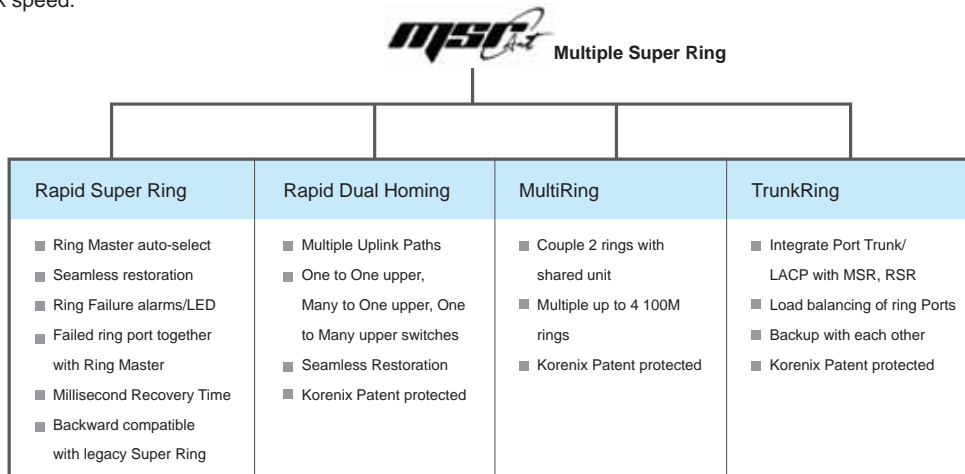 speed.
msr
Multiple Super Ring
Rapid Super Ring
Ring Master auto-select
Seamless restoration
Ring Failure alarms/LED
Failed ring port together
with Ring Master
Millisecond Recovery Time
Backward compatible
with legacy Super Ring
Rapid Dual Homing
Multiple Uplink Paths
One to One upper,
Many to One upper, One
to Many upper switches
Seamless Restoration
Korenix Patent protected
MultiRing
Couple 2 rings with
shared unit
Multiple up to 4 100M
rings
Korenix Patent protected
TrunkRing
Integrate Port Trunk/
LACP with MSR, RSR
Load balancing of ring Ports
Backup with each other
Korenix Patent protected